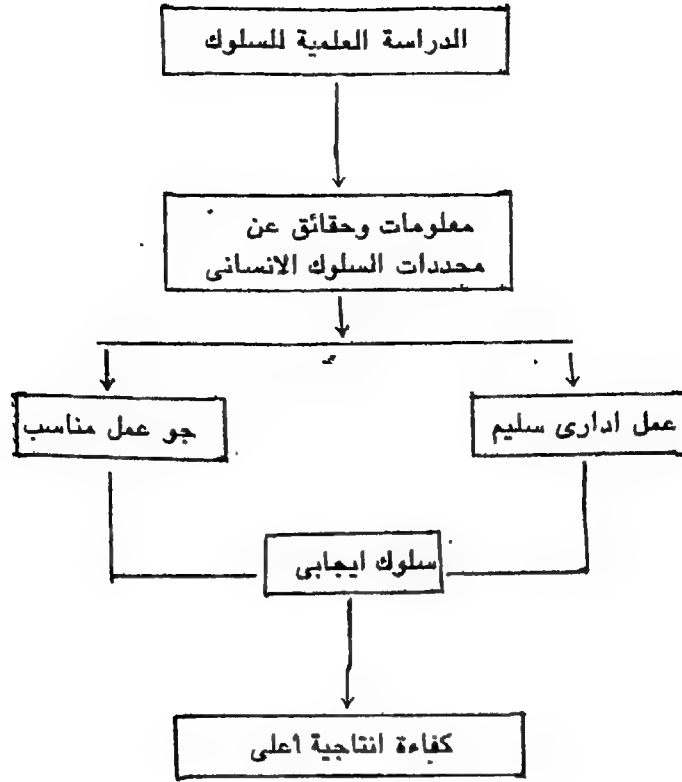 الدراسة العلمية للسلوك
معلومات وحقائق عن
محددات السلوك الانسانى
عمل ادارى سليم
جو عمل مناسب
سلوك ايجابى
كفاءة انتاجية أعلى